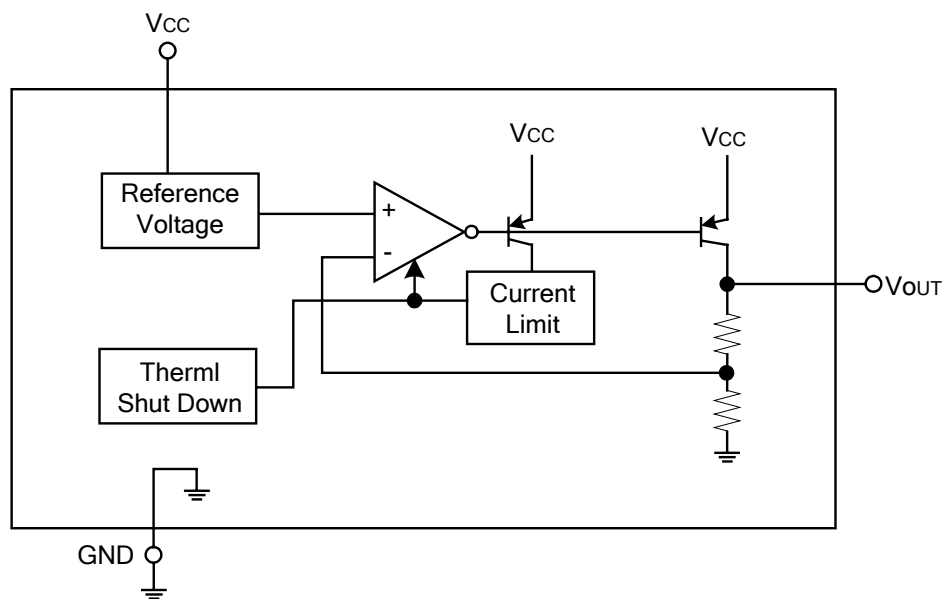 VCC
VCC
VCC
Reference
Voltage
+
-
Current
Limit
VOUT
Therml
Shut Down
GND